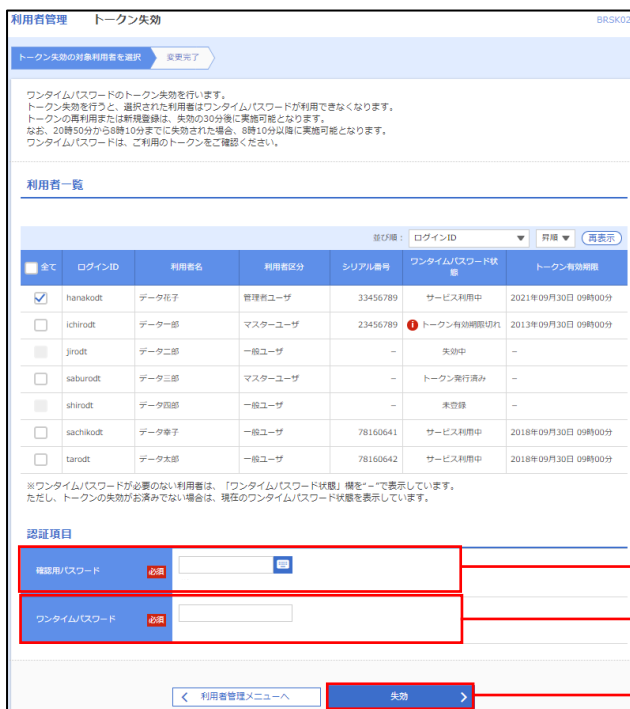 利用者管理 トークン失効 BRSK02
トークン失効の対象利用者を選択 変更完了
ワンタイムパスワードのトークン失効を行います。
トークン失効を行うと、選択された利用者はワンタイムパスワードが利用できなくなります。
トークンの再利用または新規登録は、失効の30分後に実施可能となります。
なお、20時50分から8時10分までに失効された場合、8時10分以降に実施可能となります。
ワンタイムパスワードは、ご利用のトークンをご確認ください。
利用者一覧
並び順： ログインID 昇順 再表示
全て ログインID 利用者名 利用者区分 シリアル番号 ワンタイムパスワード状態 トークン有効期限
hanakodt データ花子 管理者ユーザ 33456789 サービス利用中 2021年09月30日 09時00分
ichirodt データ一郎 マスターユーザ 23456789 トークン有効期限切れ 2013年09月30日 09時00分
jirodt データ二郎 一般ユーザ － 失効中 －
saburodt データ三郎 マスターユーザ － トークン発行済み －
shirodt データ四郎 一般ユーザ － 未登録 －
sachikodt データ幸子 一般ユーザ 78160641 サービス利用中 2018年09月30日 09時00分
tarodt データ太郎 一般ユーザ 78160642 サービス利用中 2018年09月30日 09時00分
※ワンタイムパスワードが必要のない利用者は、「ワンタイムパスワード状態」欄を"－"で表示しています。
ただし、トークンの失効がお済みでない場合は、現在のワンタイムパスワード状態を表示しています。
認証項目
確認用パスワード 必須
ワンタイムパスワード 必須
利用者管理メニューへ 失効